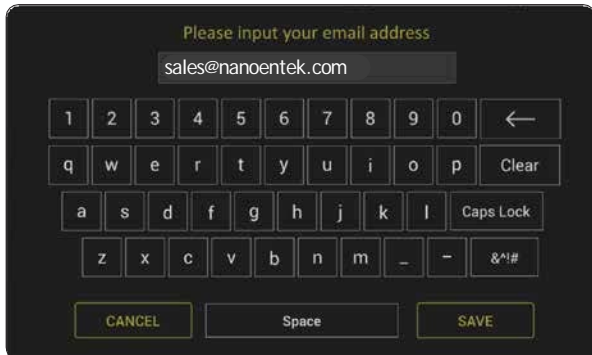 Please input your email address
sales@nanoentek.com
1 2 3 4 5 6 7 8 9 0 ←
q w e r t y u i o p Clear
a s d f g h j k l Caps Lock
z x c v b n m _ - &^!#
CANCEL Space SAVE